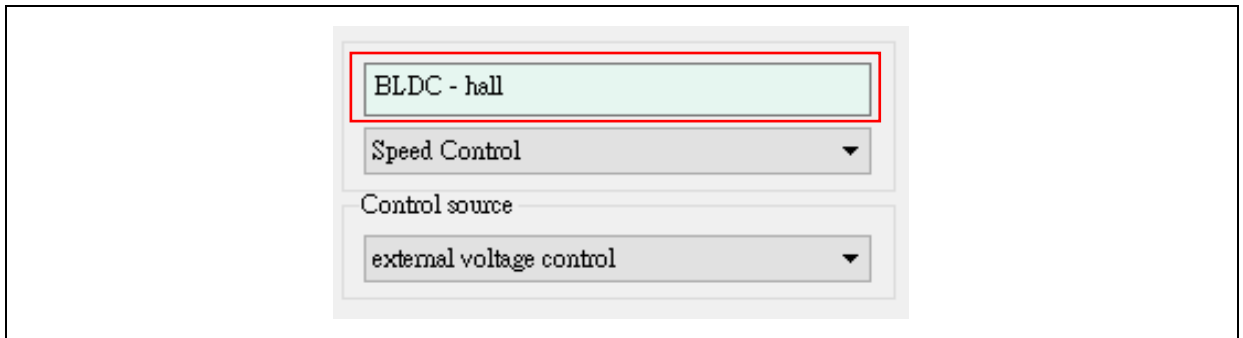 BLDC - hall
Speed Control
Control source
external voltage control